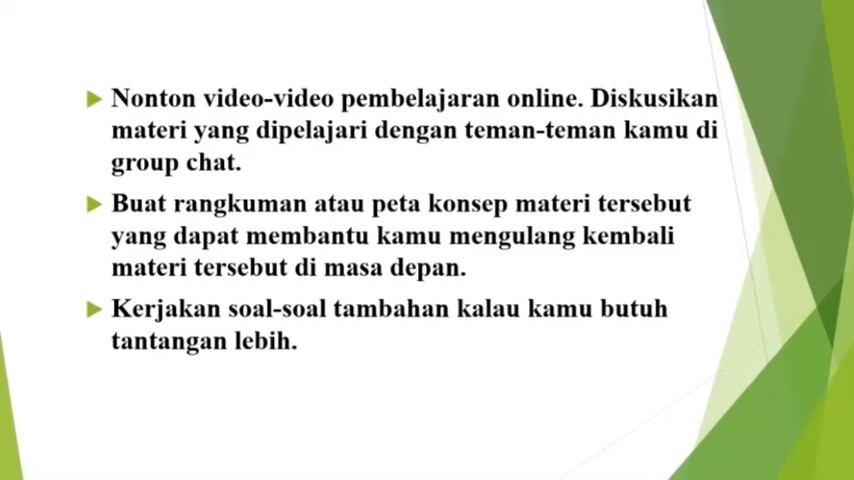 Nonton video-video pembelajaran online. Diskusikan
materi yang dipelajari dengan teman-teman kamu di
group chat.
Buat rangkuman atau peta konsep materi tersebut
yang dapat membantu kamu mengulang kembali
materi tersebut di masa depan.
Kerjakan soal-soal tambahan kalau kamu butuh
tantangan lebih.